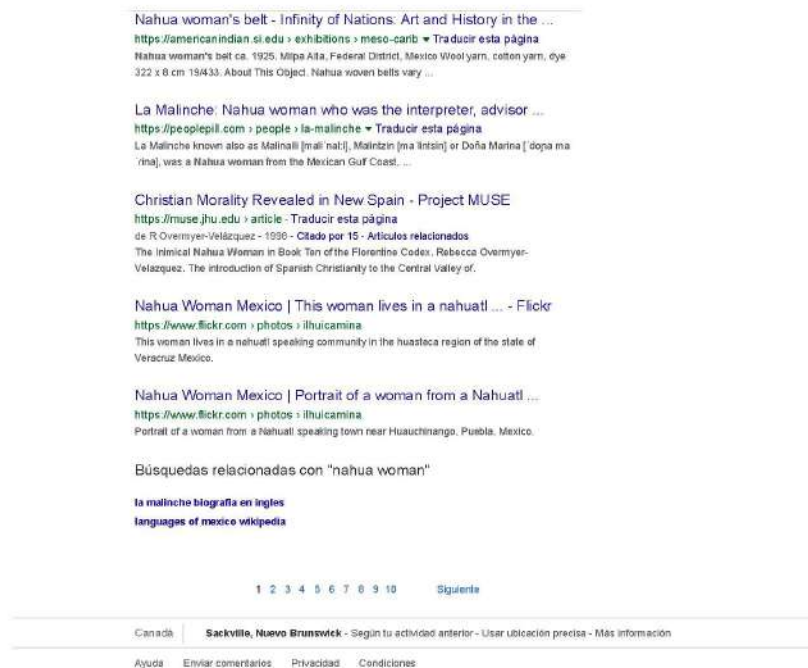 Nahua woman's belt - Infinity of Nations: Art and History in the ...
https://americanindian.si.edu › exhibitions › meso-carib ▾ Traducir esta página
Nahua woman's belt ca. 1925. Milpa Alta, Federal District, Mexico Wool yarn, cotton yarn, dye
322 x 8 cm 19/433. About This Object. Nahua woven belts vary ...
La Malinche: Nahua woman who was the interpreter, advisor ...
https://peoplepill.com › people › la-malinche ▾ Traducir esta página
La Malinche known also as Malinalli [maliˈnalːi], Malintzin [maˈlintsin] or Doña Marina [ˈdoɲa ma
ˈɾina], was a Nahua woman from the Mexican Gulf Coast, ...
Christian Morality Revealed in New Spain - Project MUSE
https://muse.jhu.edu › article - Traducir esta página
de R Overmyer-Velázquez - 1998 - Citado por 15 - Artículos relacionados
The Inimical Nahua Woman in Book Ten of the Florentine Codex. Rebecca Overmyer-
Velazquez. The introduction of Spanish Christianity to the Central Valley of.
Nahua Woman Mexico | This woman lives in a nahuatl ... - Flickr
https://www.flickr.com › photos › ilhuicamina
This woman lives in a nahuatl speaking community in the huasteca region of the state of
Veracruz Mexico.
Nahua Woman Mexico | Portrait of a woman from a Nahuatl ...
https://www.flickr.com › photos › ilhuicamina
Portrait of a woman from a Nahuatl speaking town near Huauchinango, Puebla, Mexico.
Búsquedas relacionadas con "nahua woman"
la malinche biografia en ingles
languages of mexico wikipedia
1 2 3 4 5 6 7 8 9 10 Siguiente
Canadá Sackville, Nuevo Brunswick - Según tu actividad anterior - Usar ubicación precisa - Más información
Ayuda Enviar comentarios Privacidad Condiciones